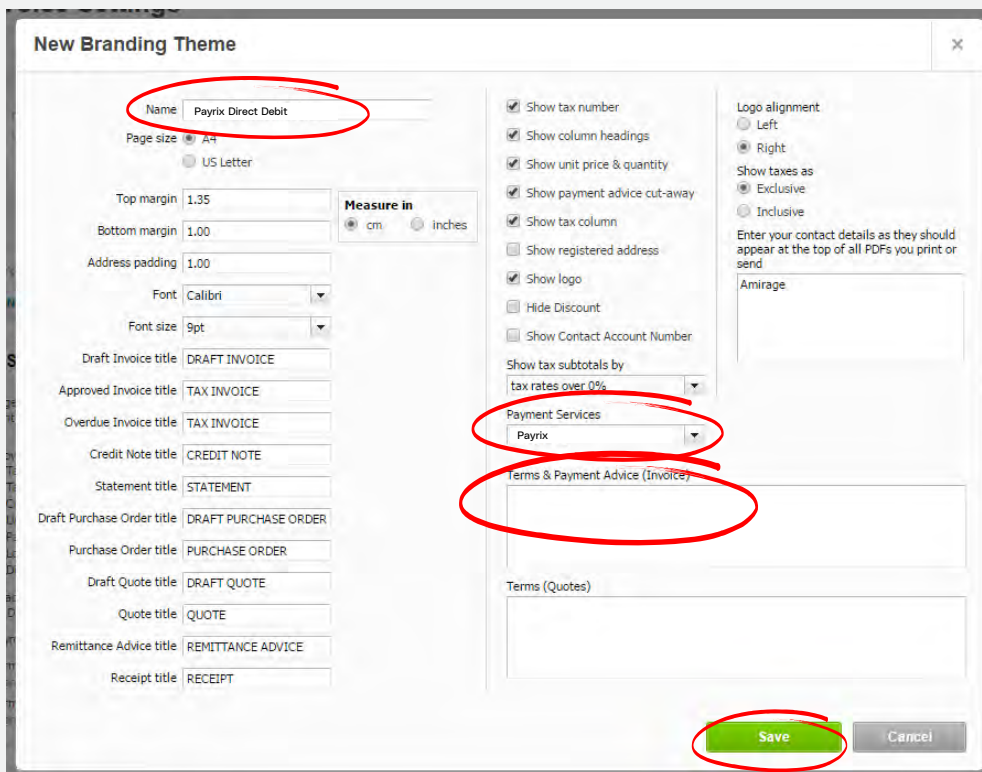 New Branding Theme
Name Payrix Direct Debit
Page size A4
US Letter
Top margin 1.35
Bottom margin 1.00
Measure in
cm inches
Address padding 1.00
Font Calibri
Font size 9pt
Draft Invoice title DRAFT INVOICE
Approved Invoice title TAX INVOICE
Overdue Invoice title TAX INVOICE
Credit Note title CREDIT NOTE
Statement title STATEMENT
Draft Purchase Order title DRAFT PURCHASE ORDER
Purchase Order title PURCHASE ORDER
Draft Quote title DRAFT QUOTE
Quote title QUOTE
Remittance Advice title REMITTANCE ADVICE
Receipt title RECEIPT
Show tax number
Show column headings
Show unit price & quantity
Show payment advice cut-away
Show tax column
Show registered address
Show logo
Hide Discount
Show Contact Account Number
Show tax subtotals by
tax rates over 0%
Payment Services
Payrix
Terms & Payment Advice (Invoice)
Terms (Quotes)
Logo alignment
Left
Right
Show taxes as
Exclusive
Inclusive
Enter your contact details as they should
appear at the top of all PDFs you print or
send
Amirage
Save Cancel